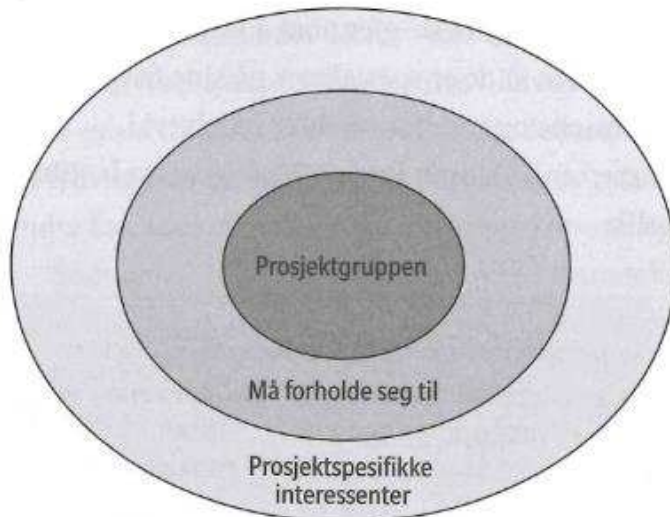 Prosjektgruppen
Må forholde seg til
Prosjektspesifikke
interessenter